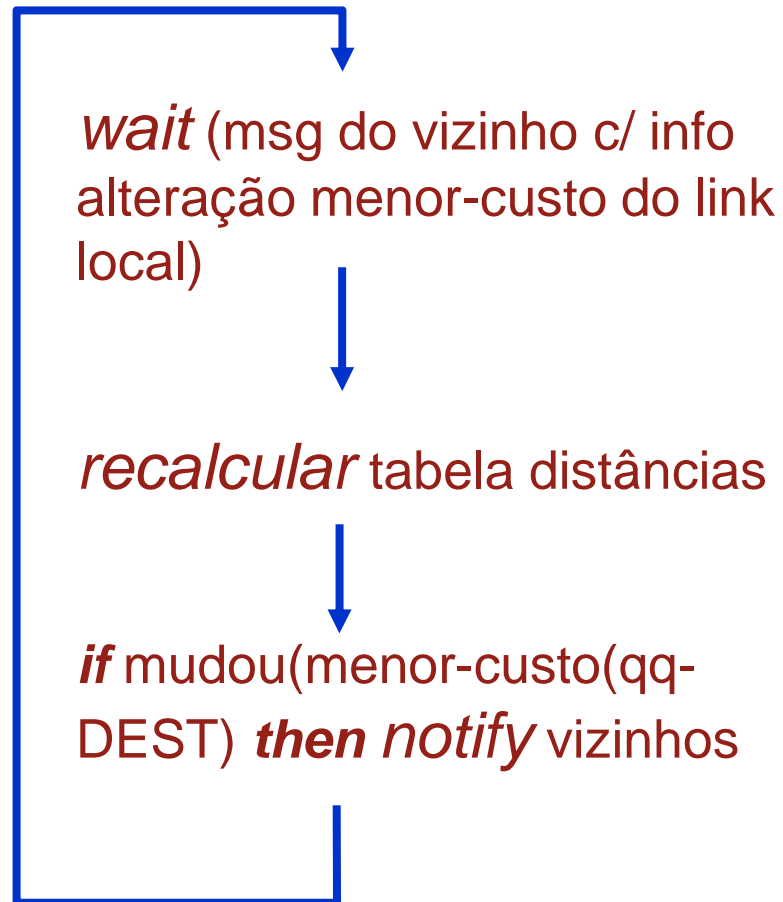 wait (msg do vizinho c/ info
alteração menor-custo do link
local)
recalcular tabela distâncias
if mudou(menor-custo(qq-
DEST) then notify vizinhos